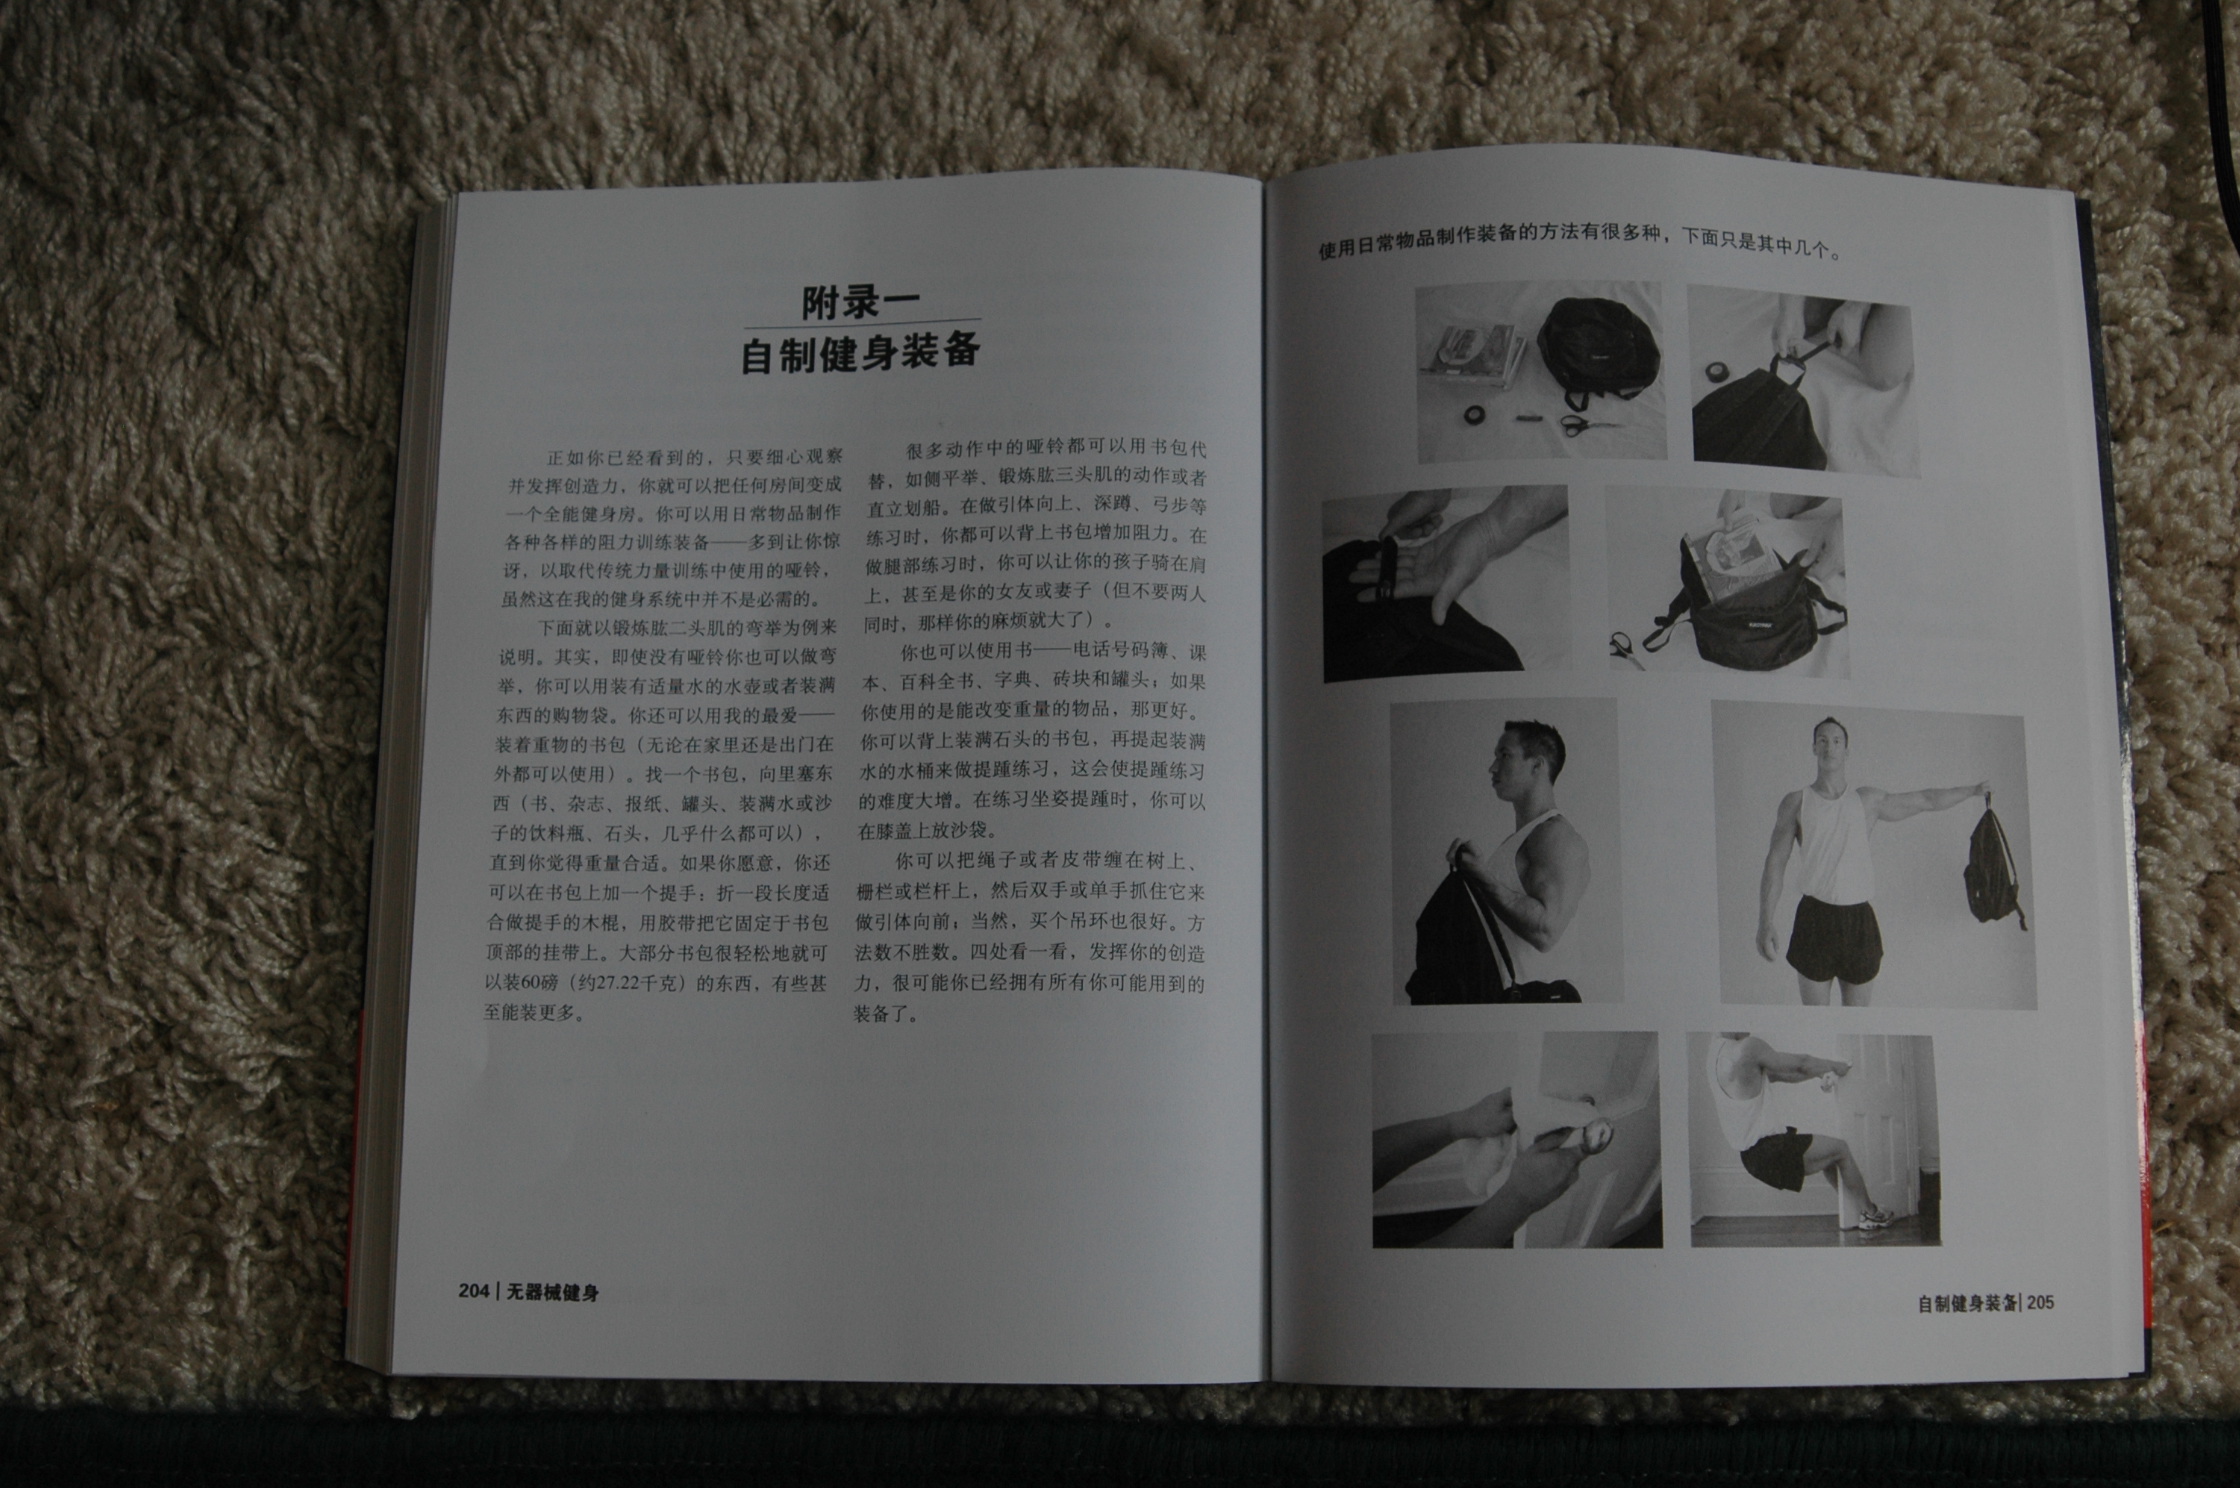 附录一
自制健身装备
正如你已经看到的，只要细心观察
并发挥创造力，你就可以把任何房间变成
一个全能健身房。你可以用日常物品制作
各种各样的阻力训练装备——多到让你惊
讶，以取代传统力量训练中使用的哑铃，
虽然这在我的健身系统中并不是必需的。
下面就以锻炼肱二头肌的弯举为例来
说明。其实，即使没有哑铃你也可以做弯
举，你可以用装有适量水的水壶或者装满
东西的购物袋。你还可以用我的最爱——
装着重物的书包（无论在家里还是出门在
外都可以使用）。找一个书包，向里塞东
西（书、杂志、报纸、罐头、装满水或沙
子的饮料瓶、石头，几乎什么都可以），
直到你觉得重量合适。如果你愿意，你还
可以在书包上加一个提手：折一段长度适
合做提手的木棍，用胶带把它固定于书包
顶部的挂带上。大部分书包很轻松地就可
以装60磅（约27.22千克）的东西，有些甚
至能装更多。
很多动作中的哑铃都可以用书包代
替，如侧平举、锻炼肱三头肌的动作或者
直立划船。在做引体向上、深蹲、弓步等
练习时，你都可以背上书包增加阻力。在
做腿部练习时，你可以让你的孩子骑在肩
上，甚至是你的女友或妻子（但不要两人
同时，那样你的麻烦就大了）。
你也可以使用书——电话号码簿、课
本、百科全书、字典、砖块和罐头；如果
你使用的是能改变重量的物品，那更好。
你可以背上装满石头的书包，再提起装满
水的水桶来做提踵练习，这会使提踵练习
的难度大增。在练习坐姿提踵时，你可以
在膝盖上放沙袋。
你可以把绳子或者皮带缠在树上、
栅栏或栏杆上，然后双手或单手抓住它来
做引体向前；当然，买个吊环也很好。方
法数不胜数。四处看一看，发挥你的创造
力，很可能你已经拥有所有你可能用到的
装备了。
204 | 无器械健身
使用日常物品制作装备的方法有很多种，下面只是其中几个。
自制健身装备 | 205